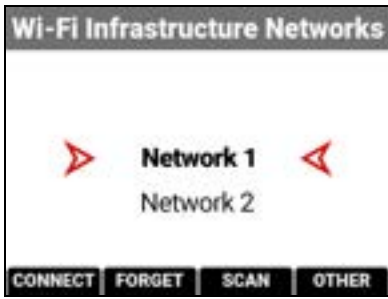 Wi-Fi Infrastructure Networks
Network 1
Network 2
CONNECT FORGET SCAN OTHER